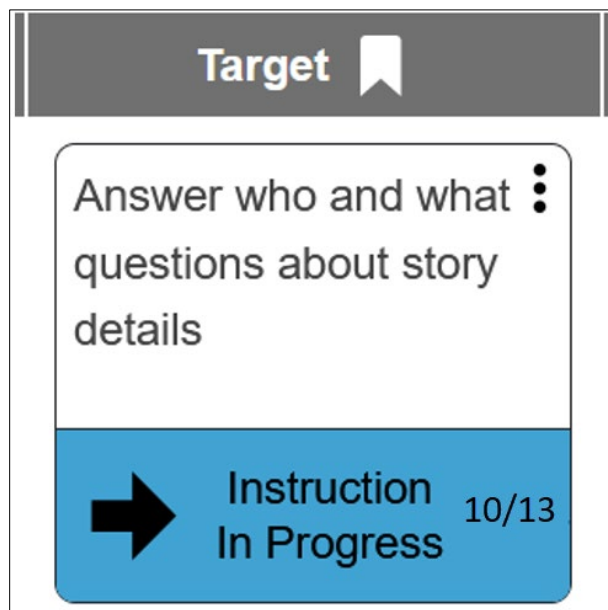 Target
Answer who and what
questions about story
details
Instruction
In Progress
10/13